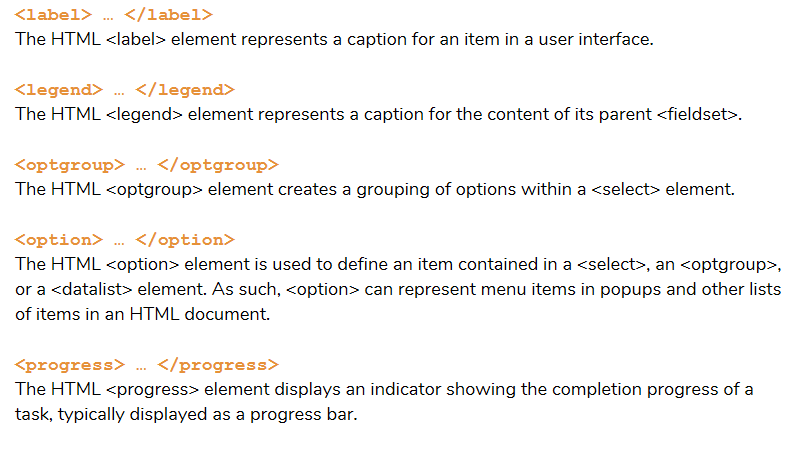 <label> … </label>
The HTML <label> element represents a caption for an item in a user interface.
<legend> … </legend>
The HTML <legend> element represents a caption for the content of its parent <fieldset>.
<optgroup> … </optgroup>
The HTML <optgroup> element creates a grouping of options within a <select> element.
<option> … </option>
The HTML <option> element is used to define an item contained in a <select>, an <optgroup>,
or a <datalist> element. As such, <option> can represent menu items in popups and other lists
of items in an HTML document.
<progress> … </progress>
The HTML <progress> element displays an indicator showing the completion progress of a
task, typically displayed as a progress bar.